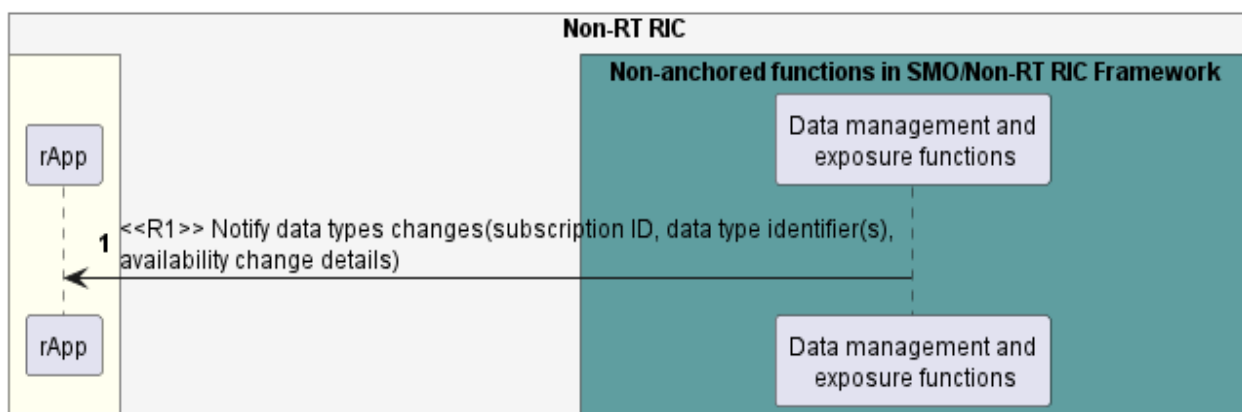 Non-RT RIC
Non-anchored functions in SMO/Non-RT RIC Framework
rApp
Data management and
exposure functions
1
<<R1>> Notify data types changes(subscription ID, data type identifier(s),
availability change details)
rApp
Data management and
exposure functions